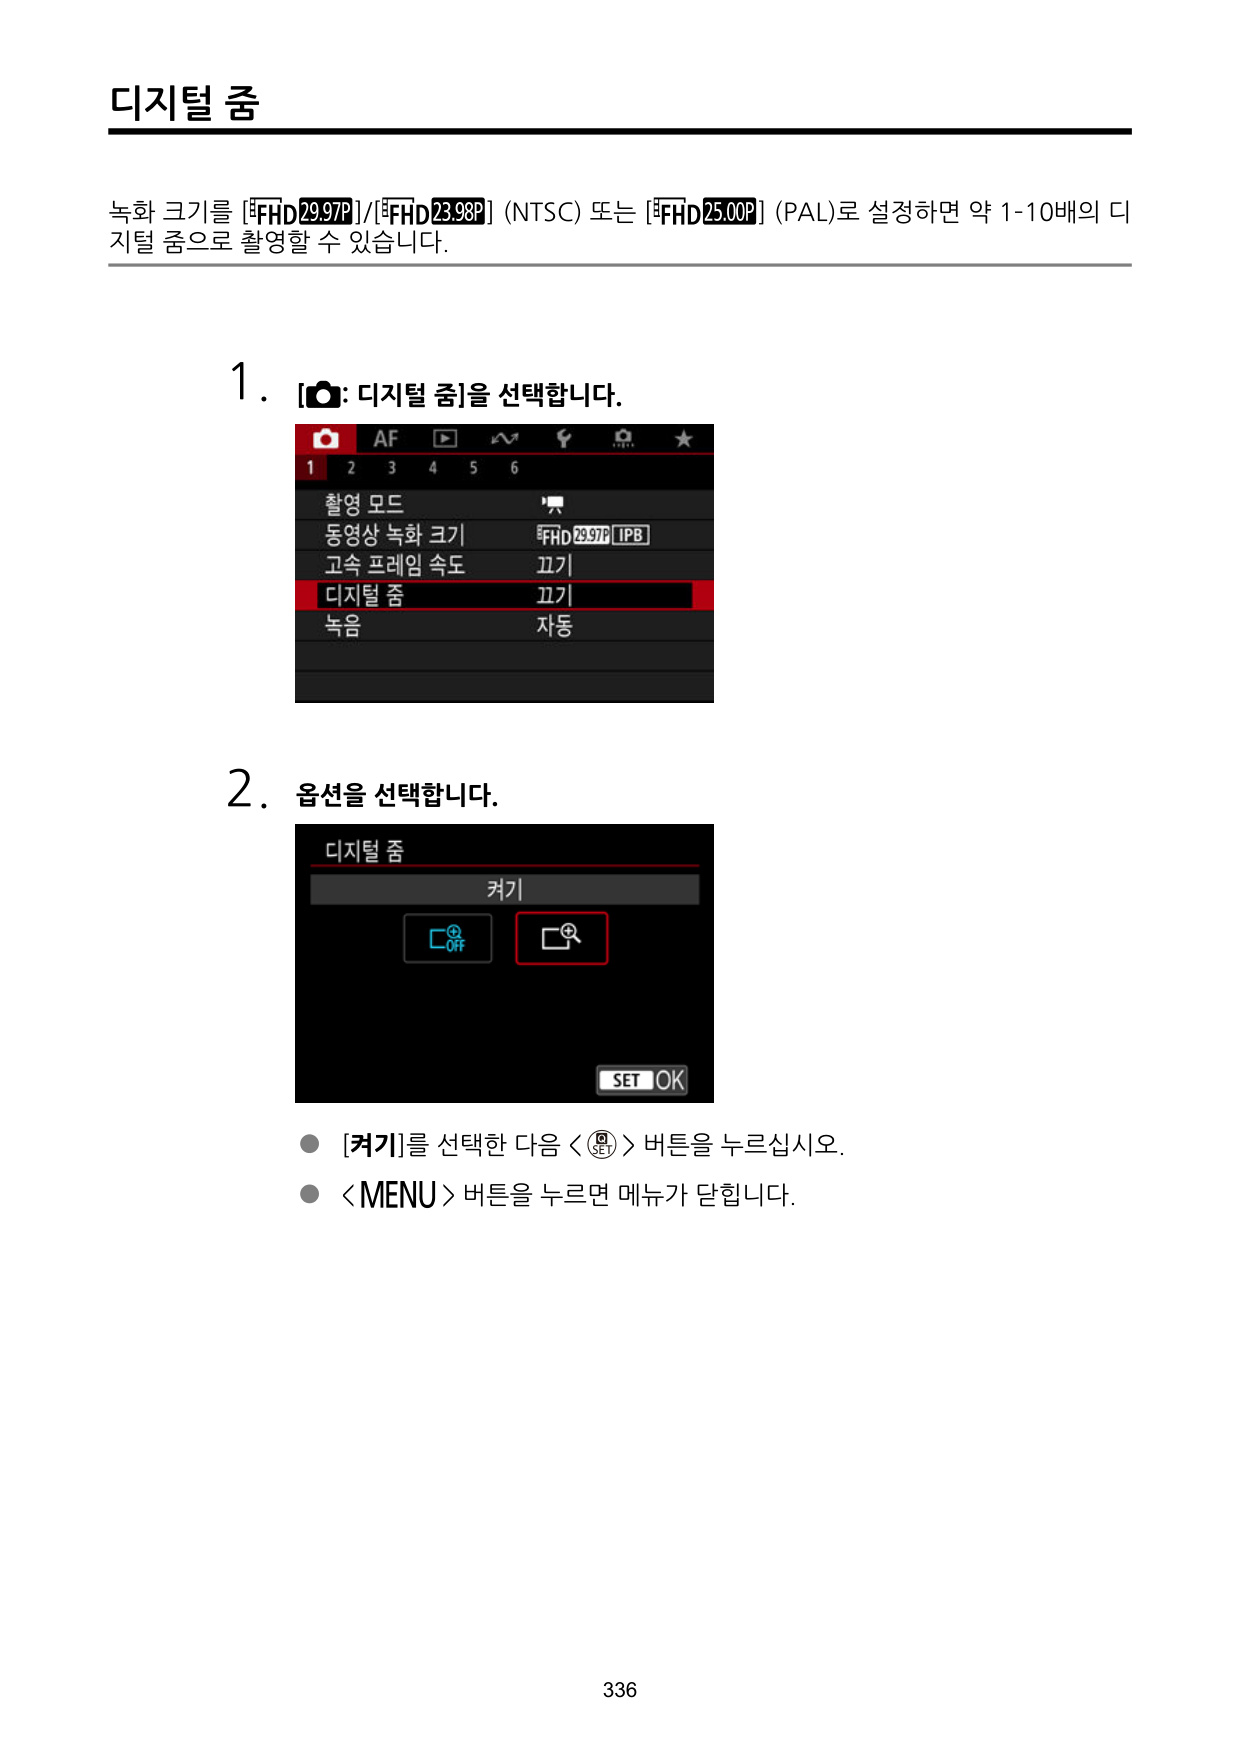 디지털 줌
녹화 크기를 [FHD29.97P]/[FHD23.98P] (NTSC) 또는 [FHD25.00P] (PAL)로 설정하면 약 1-10배의 디
지털 줌으로 촬영할 수 있습니다.
1. [: 디지털 줌]을 선택합니다.
AF
1 2 3 4 5 6
촬영 모드
동영상 녹화 크기 FHD 29.97P IPB
고속 프레임 속도 끄기
디지털 줌 끄기
녹음 자동
2. 옵션을 선택합니다.
디지털 줌
켜기
OFF
SET OK
● [켜기]를 선택한 다음 < Q SET > 버튼을 누르십시오.
● < MENU > 버튼을 누르면 메뉴가 닫힙니다.
336